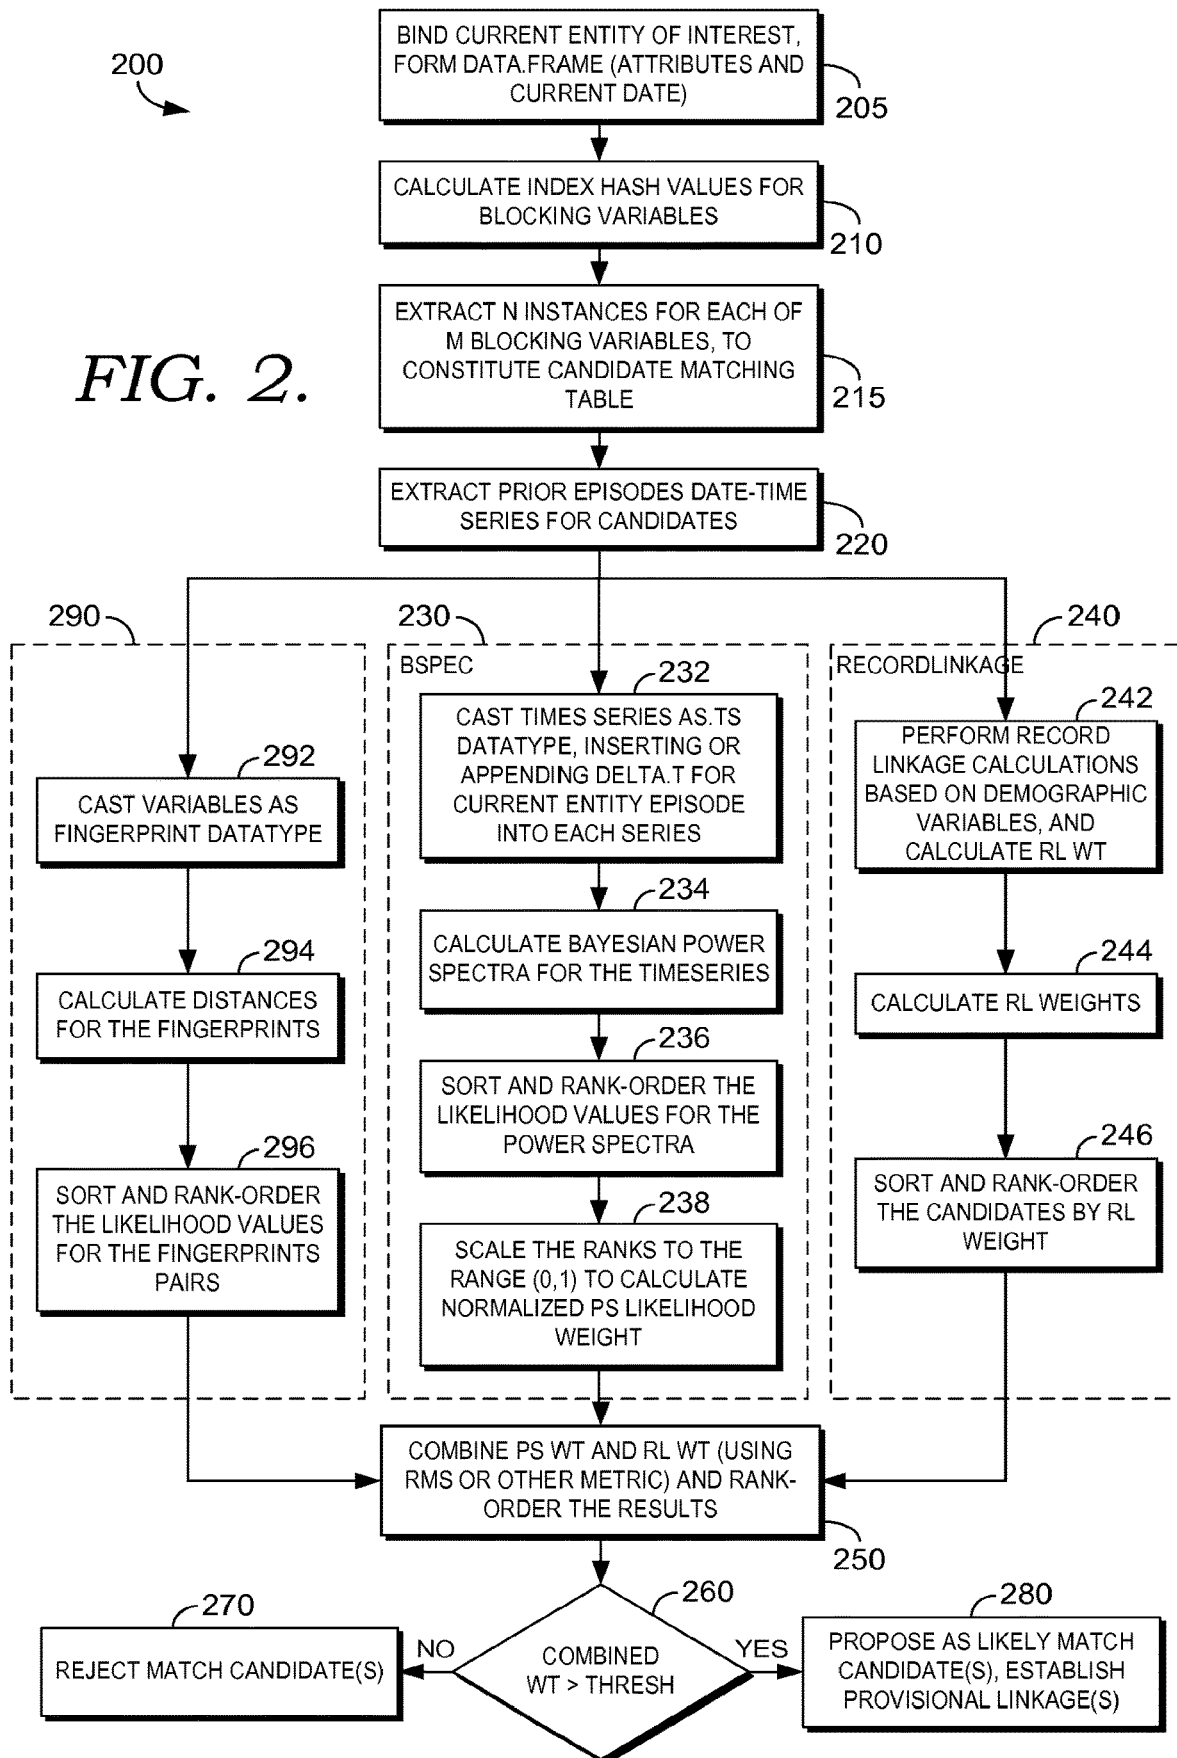 BIND CURRENT ENTITY OF INTEREST,
FORM DATA.FRAME (ATTRIBUTES AND
CURRENT DATE)
200
205
CALCULATE INDEX HASH VALUES FOR
BLOCKING VARIABLES
210
EXTRACT N INSTANCES FOR EACH OF
M BLOCKING VARIABLES, TO
CONSTITUTE CANDIDATE MATCHING
TABLE
215
FIG. 2.
EXTRACT PRIOR EPISODES DATE-TIME
SERIES FOR CANDIDATES
220
290
292
CAST VARIABLES AS
FINGERPRINT DATATYPE
294
CALCULATE DISTANCES
FOR THE FINGERPRINTS
296
SORT AND RANK-ORDER
THE LIKELIHOOD VALUES
FOR THE FINGERPRINTS
PAIRS
230
BSPEC
232
CAST TIMES SERIES AS.TS
DATATYPE, INSERTING OR
APPENDING DELTA.T FOR
CURRENT ENTITY EPISODE
INTO EACH SERIES
234
CALCULATE BAYESIAN POWER
SPECTRA FOR THE TIMESERIES
236
SORT AND RANK-ORDER THE
LIKELIHOOD VALUES FOR THE
POWER SPECTRA
238
SCALE THE RANKS TO THE
RANGE (0,1) TO CALCULATE
NORMALIZED PS LIKELIHOOD
WEIGHT
240
RECORDLINKAGE
242
PERFORM RECORD
LINKAGE CALCULATIONS
BASED ON DEMOGRAPHIC
VARIABLES, AND
CALCULATE RL WT
244
CALCULATE RL WEIGHTS
246
SORT AND RANK-ORDER
THE CANDIDATES BY RL
WEIGHT
COMBINE PS WT AND RL WT (USING
RMS OR OTHER METRIC) AND RANK-
ORDER THE RESULTS
250
260
COMBINED
WT > THRESH
NO
270
REJECT MATCH CANDIDATE(S)
YES
280
PROPOSE AS LIKELY MATCH
CANDIDATE(S), ESTABLISH
PROVISIONAL LINKAGE(S)